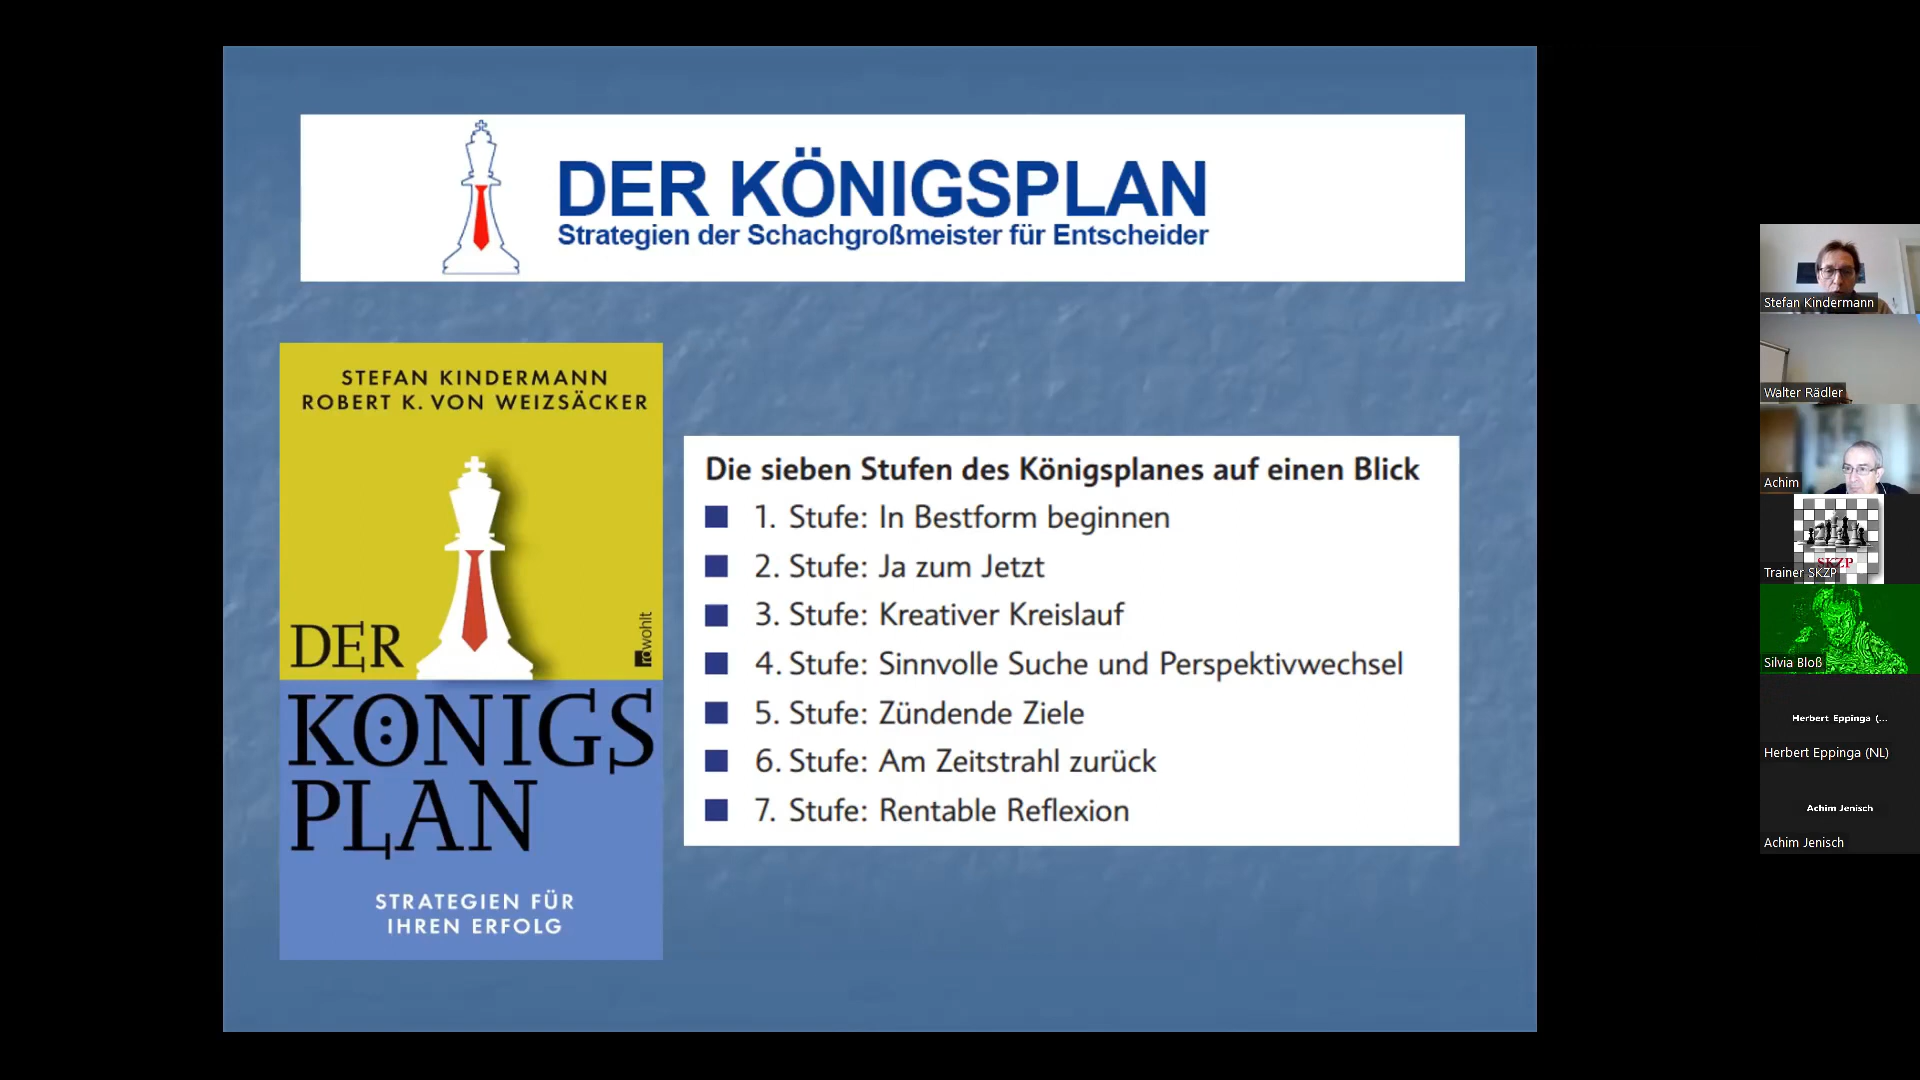 DER KÖNIGSPLAN
Strategien der Schachgroßmeister für Entscheider
STEFAN KINDERMANN
ROBERT K. VON WEIZSÄCKER
DER
rowohlt
KÖNIGS
PLAN
STRATEGIEN FÜR
IHREN ERFOLG
Die sieben Stufen des Königsplanes auf einen Blick
1. Stufe: In Bestform beginnen
2. Stufe: Ja zum Jetzt
3. Stufe: Kreativer Kreislauf
4. Stufe: Sinnvolle Suche und Perspektivwechsel
5. Stufe: Zündende Ziele
6. Stufe: Am Zeitstrahl zurück
7. Stufe: Rentable Reflexion
Stefan Kindermann
Walter Rädler
Achim
SKZP
Trainer SKZP
Silvia Bloß
Herbert Eppinga (...
Herbert Eppinga (NL)
Achim Jenisch
Achim Jenisch